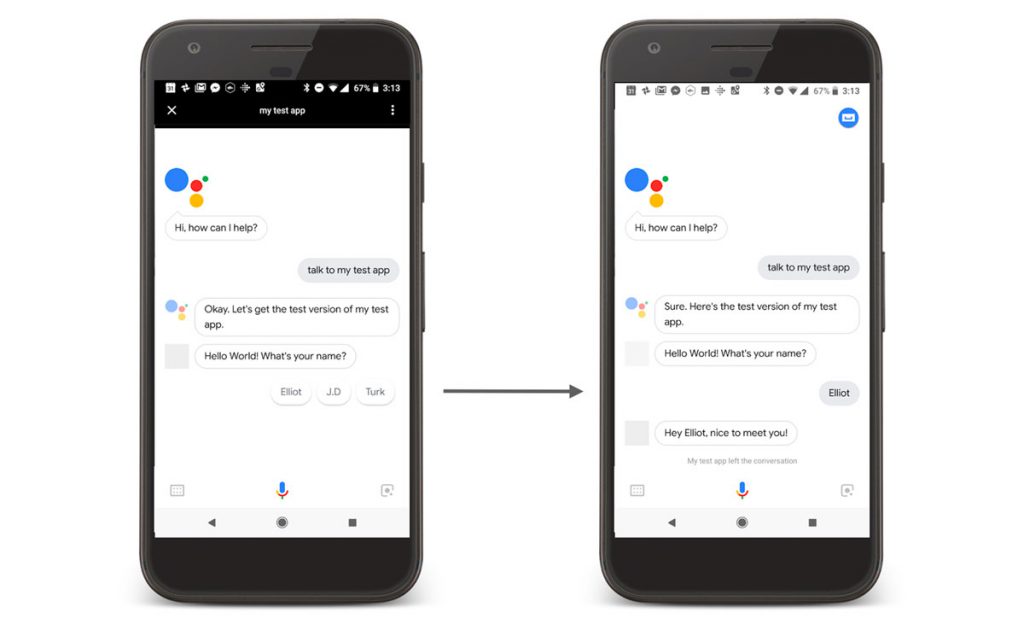 67% 3:13
my test app
Hi, how can I help?
talk to my test app
Okay. Let's get the test version of my test
app.
Hello World! What's your name?
Elliot J.D Turk
67% 3:13
Hi, how can I help?
talk to my test app
Sure. Here's the test version of my test
app.
Hello World! What's your name?
Elliot
Hey Elliot, nice to meet you!
My test app left the conversation